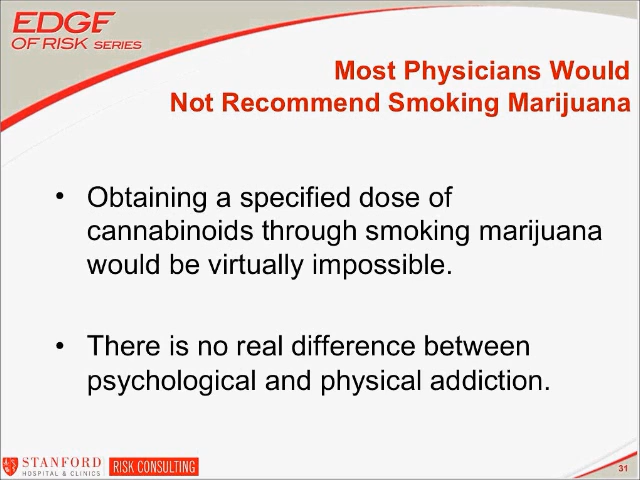 EDGE
OF RISK SERIES
Most Physicians Would
Not Recommend Smoking Marijuana
• Obtaining a specified dose of
cannabinoids through smoking marijuana
would be virtually impossible.
• There is no real difference between
psychological and physical addiction.
STANFORD
HOSPITAL & CLINICS
RISK CONSULTING
31